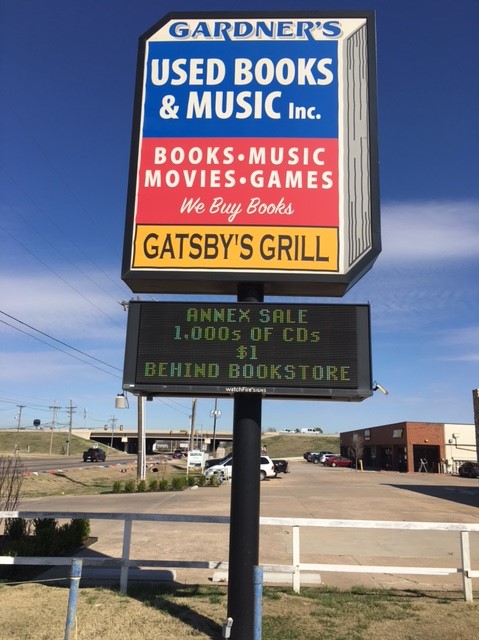 GARDNER'S
USED BOOKS
& MUSIC Inc.
BOOKS•MUSIC
MOVIES•GAMES
We Buy Books
GATSBY'S GRILL
ANNEX SALE
1,000s OF CDs
$1
BEHIND BOOKSTORE
watchfiresigns